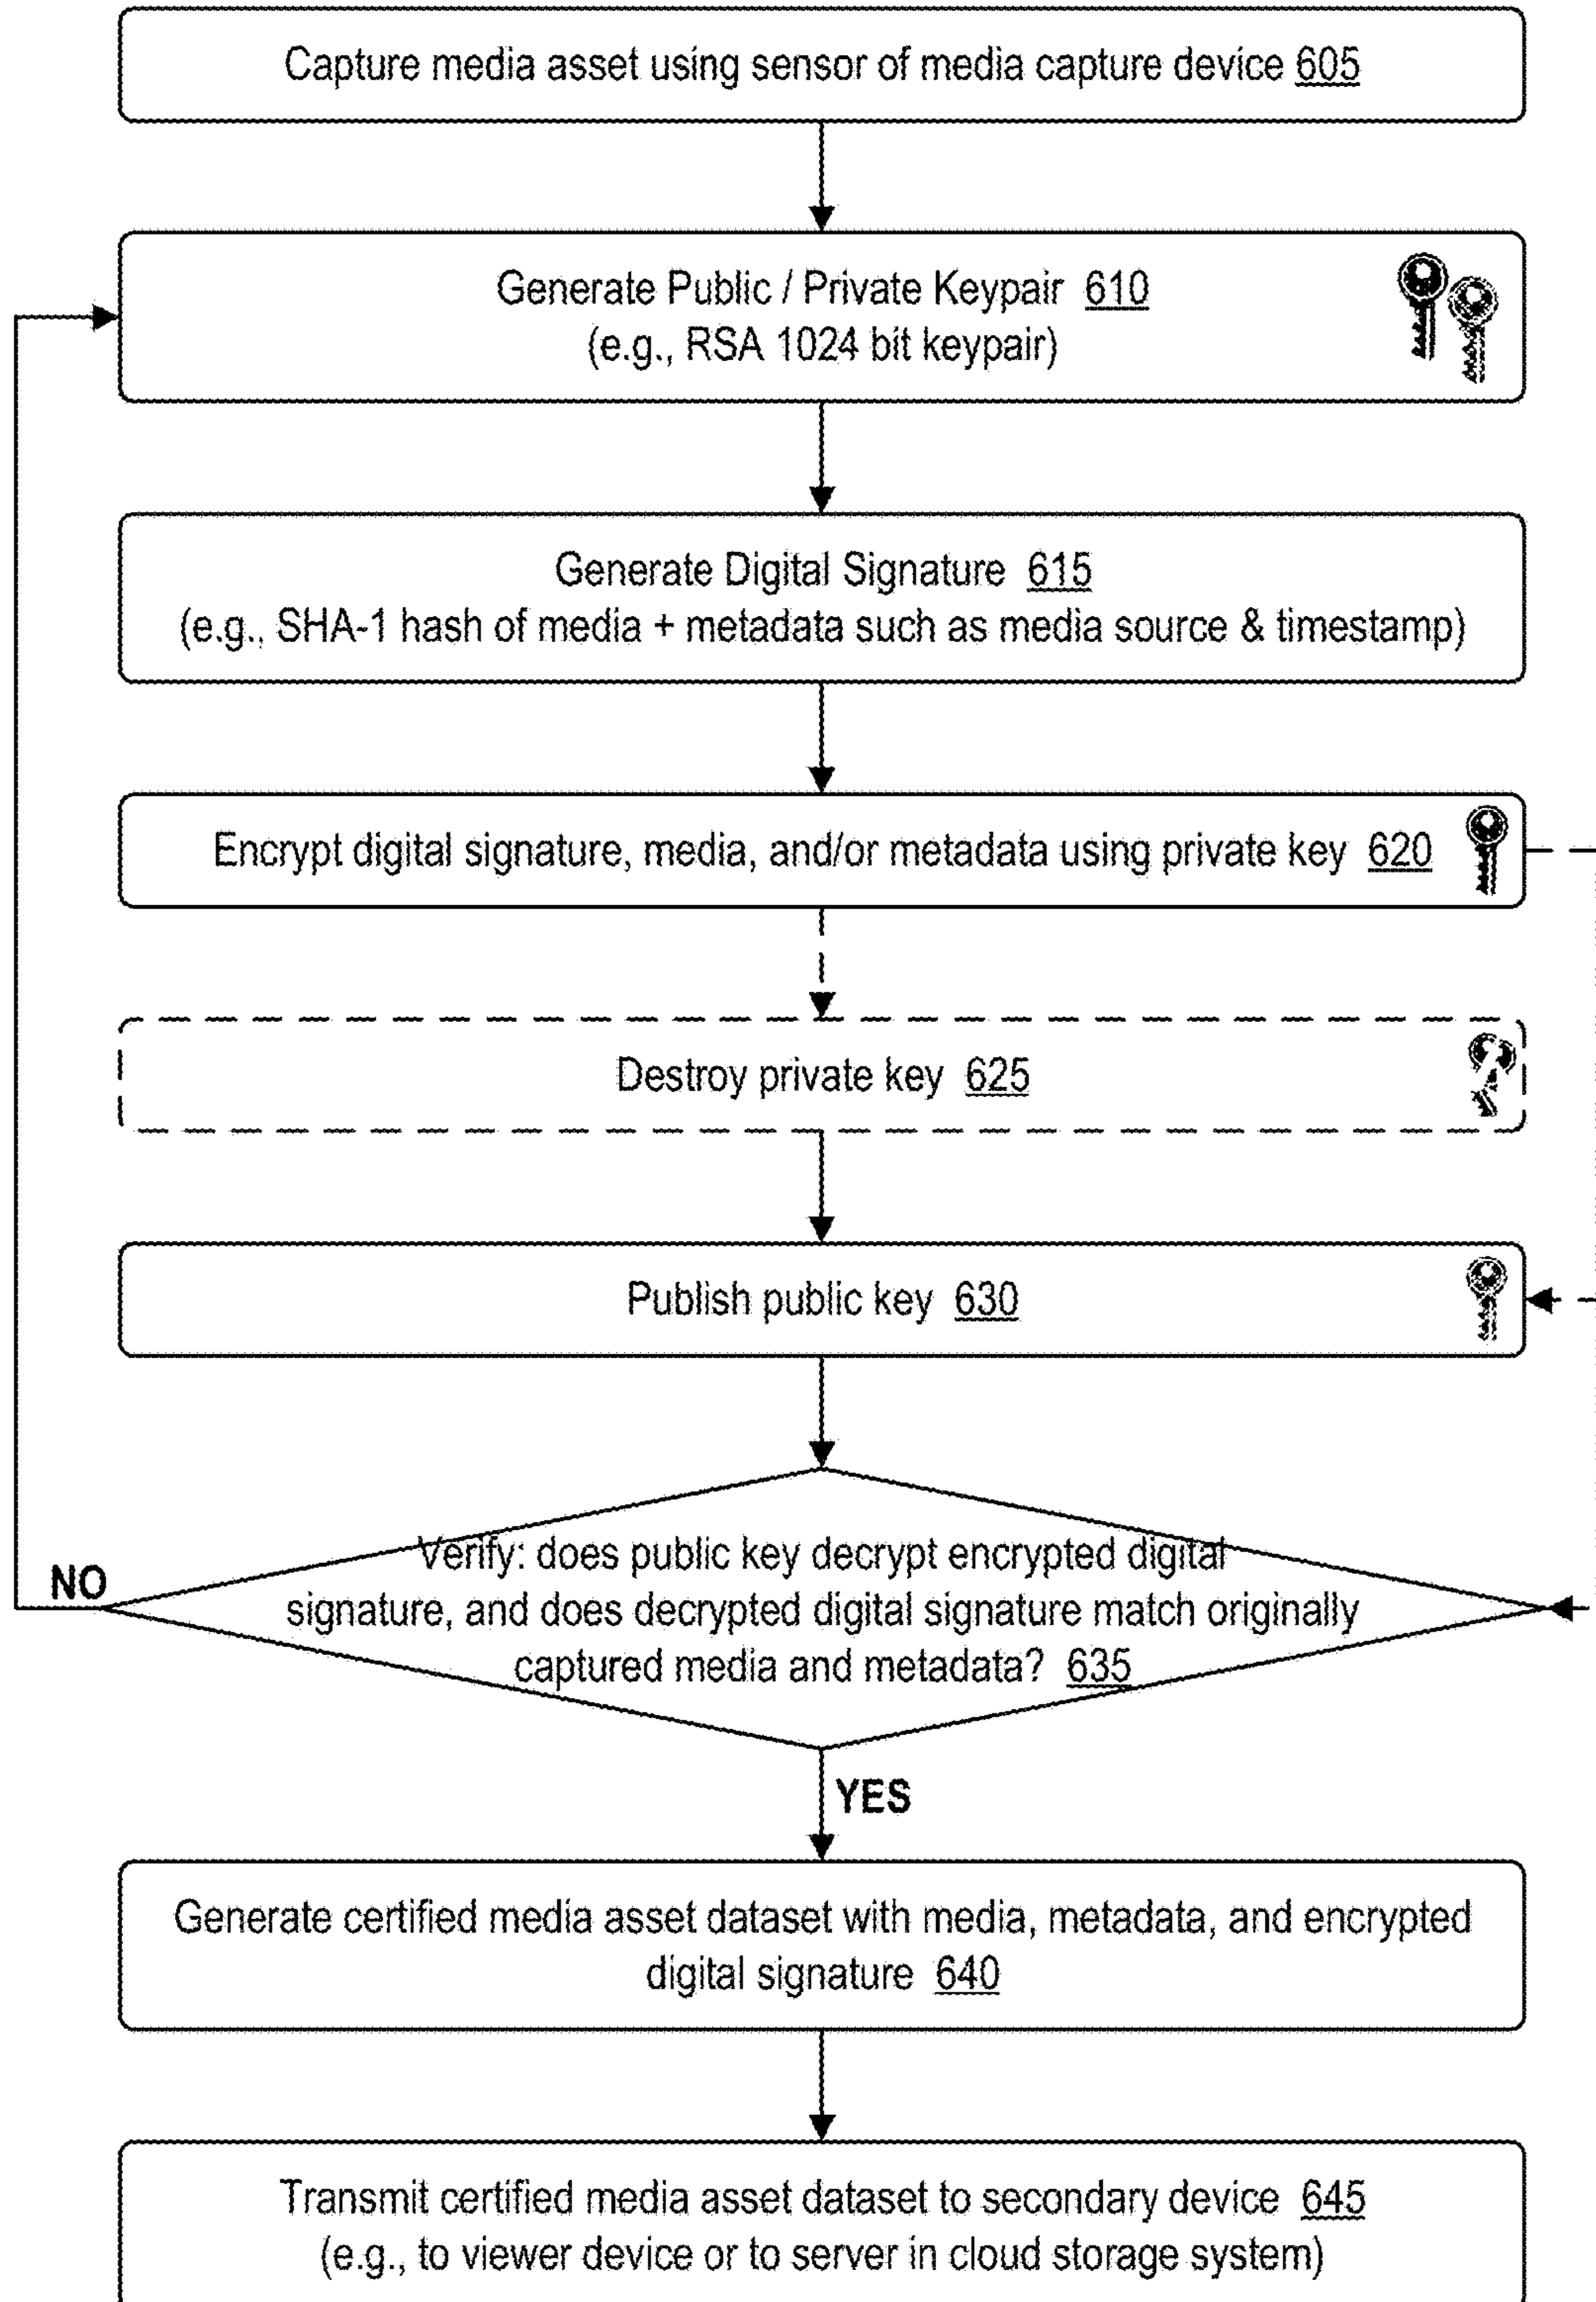 Capture media asset using sensor of media capture device 605
Generate Public / Private Keypair 610
(e.g., RSA 1024 bit keypair)
Generate Digital Signature 615
(e.g., SHA-1 hash of media + metadata such as media source & timestamp)
Encrypt digital signature, media, and/or metadata using private key 620
Destroy private key 625
Publish public key 630
Verify: does public key decrypt encrypted digital
signature, and does decrypted digital signature match originally
captured media and metadata? 635
NO
YES
Generate certified media asset dataset with media, metadata, and encrypted
digital signature 640
Transmit certified media asset dataset to secondary device 645
(e.g., to viewer device or to server in cloud storage system)